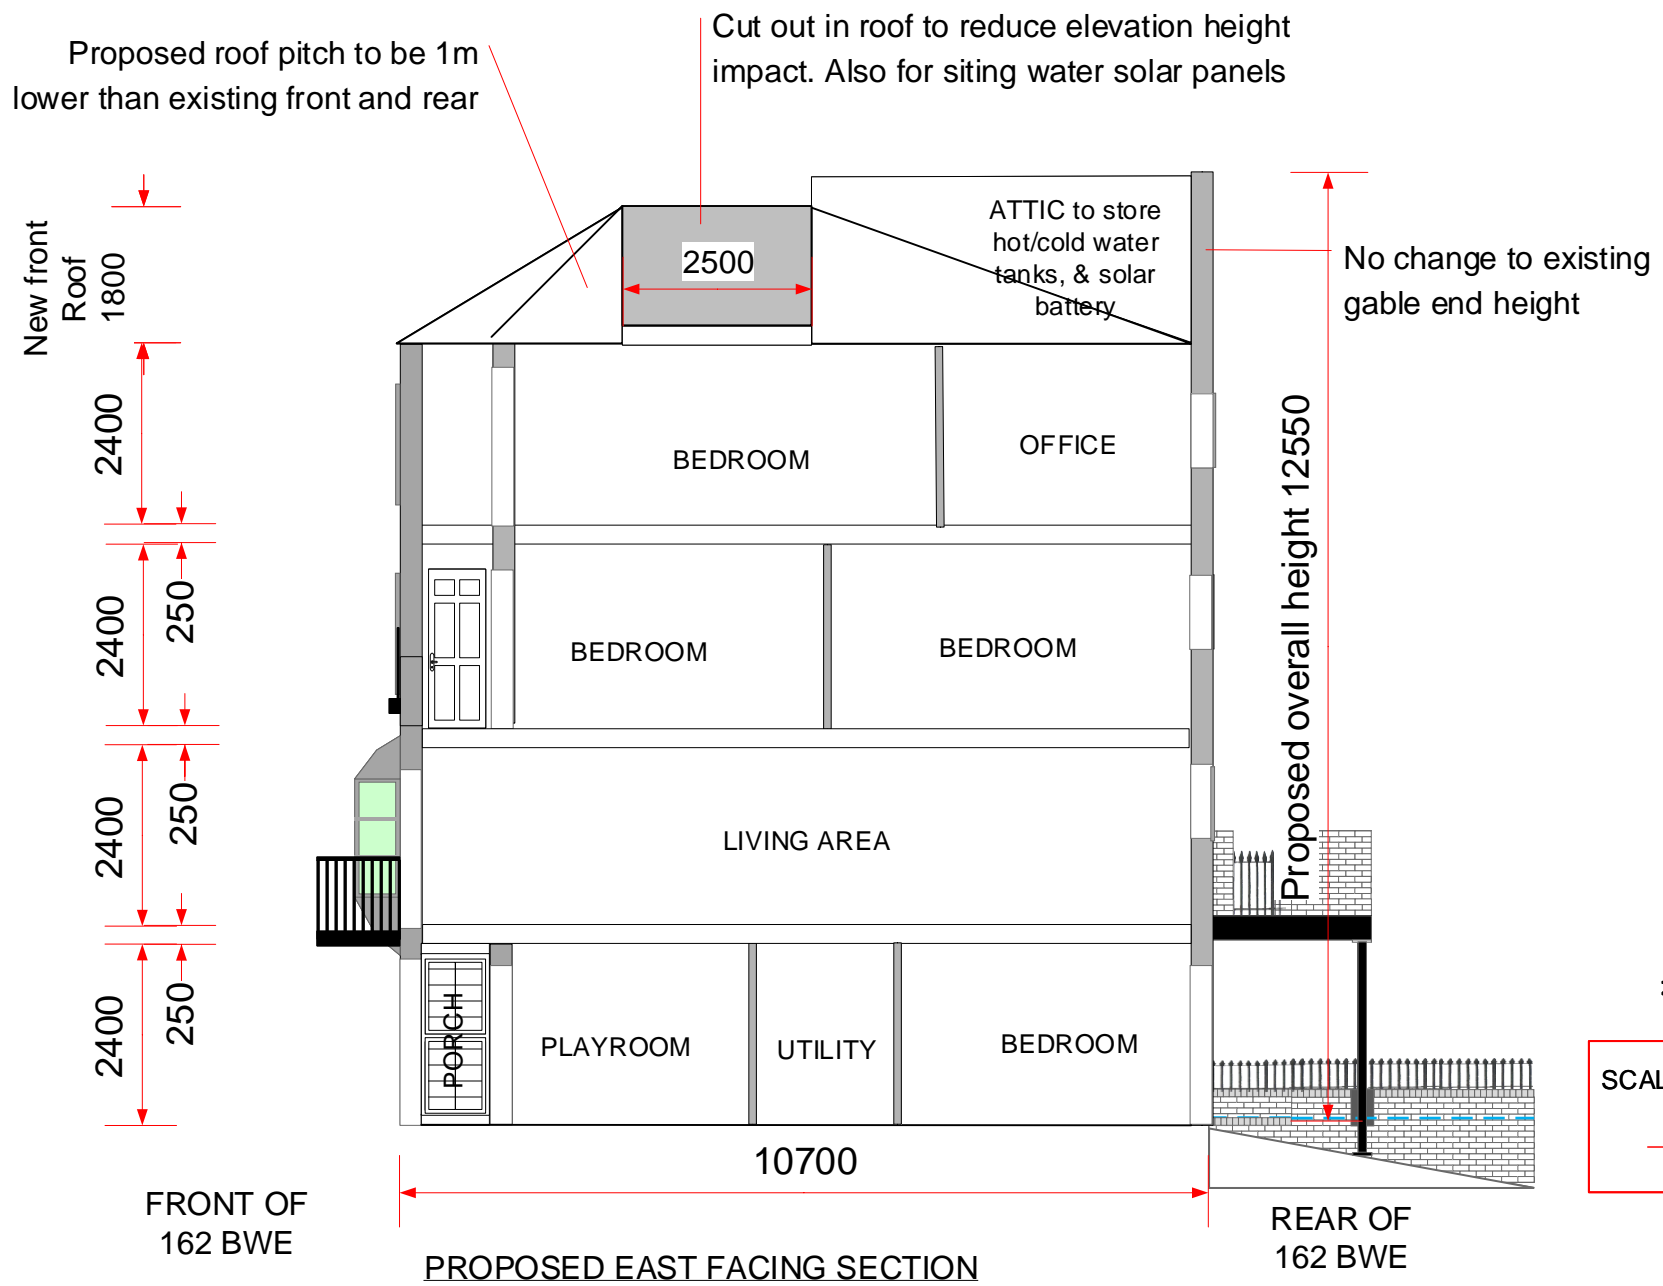 Proposed roof pitch to be 1m
lower than existing front and rear
Cut out in roof to reduce elevation height
impact. Also for siting water solar panels
New front
Roof
1800
2500
ATTIC to store
hot/cold water
tanks, & solar
battery
No change to existing
gable end height
2400
BEDROOM
OFFICE
Proposed overall height 12550
2400
250
BEDROOM
BEDROOM
2400
250
LIVING AREA
2400
250
PORCH
PLAYROOM
UTILITY
BEDROOM
SCAL
10700
FRONT OF
162 BWE
REAR OF
162 BWE
PROPOSED EAST FACING SECTION